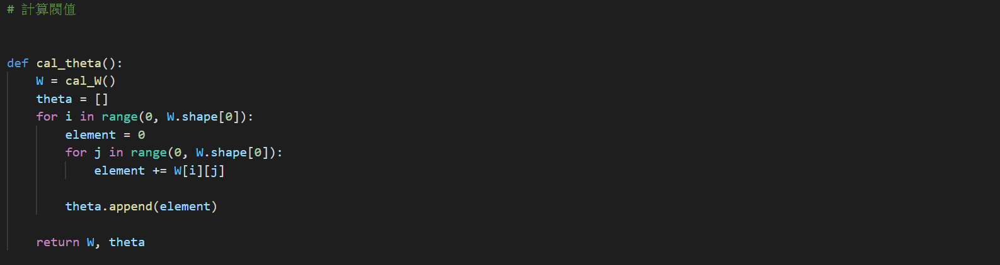 # 計算閥值
def cal_theta():
    W = cal_W()
    theta = []
    for i in range(0, W.shape[0]):
        element = 0
        for j in range(0, W.shape[0]):
            element += W[i][j]
        theta.append(element)
    return W, theta